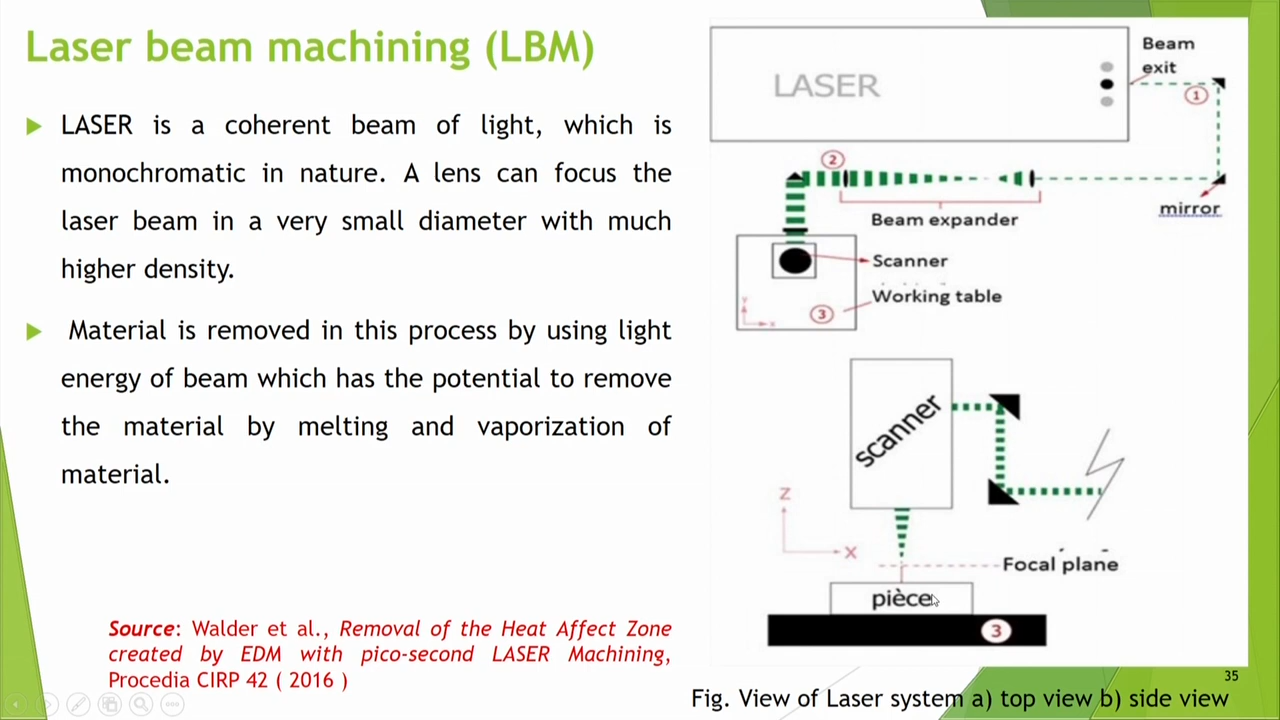 Laser beam machining (LBM)
LASER is a coherent beam of light, which is
monochromatic in nature. A lens can focus the
laser beam in a very small diameter with much
higher density.
Material is removed in this process by using light
energy of beam which has the potential to remove
the material by melting and vaporization of
material.
Source: Walder et al., Removal of the Heat Affect Zone
created by EDM with pico-second LASER Machining,
Procedia CIRP 42 ( 2016 )
LASER
Beam
exit
1
2
mirror
Beam expander
Scanner
Working table
Y
X
3
scanner
Z
X
Focal plane
pièce
3
35
Fig. View of Laser system a) top view b) side view